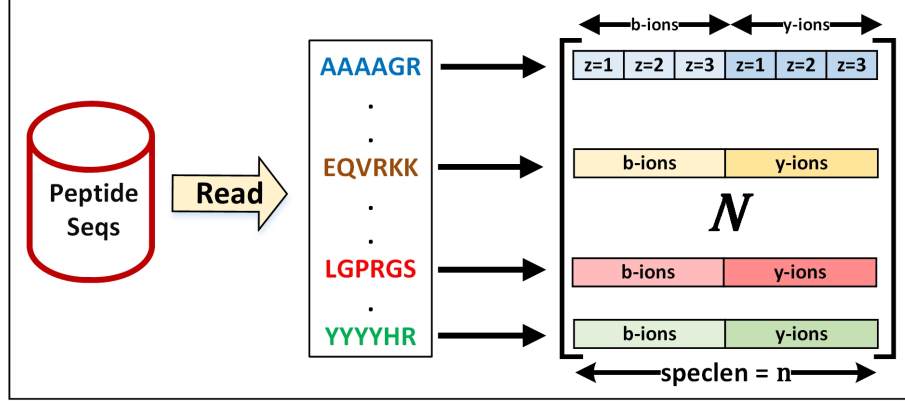 b-ions y-ions
AAAAGR
z=1 z=2 z=3 z=1 z=2 z=3
.
.
Peptide
Seqs
Read
EQVRKK
b-ions y-ions
.
.
N
LGPRGS
b-ions y-ions
.
YYYYHR
b-ions y-ions
speclen = n